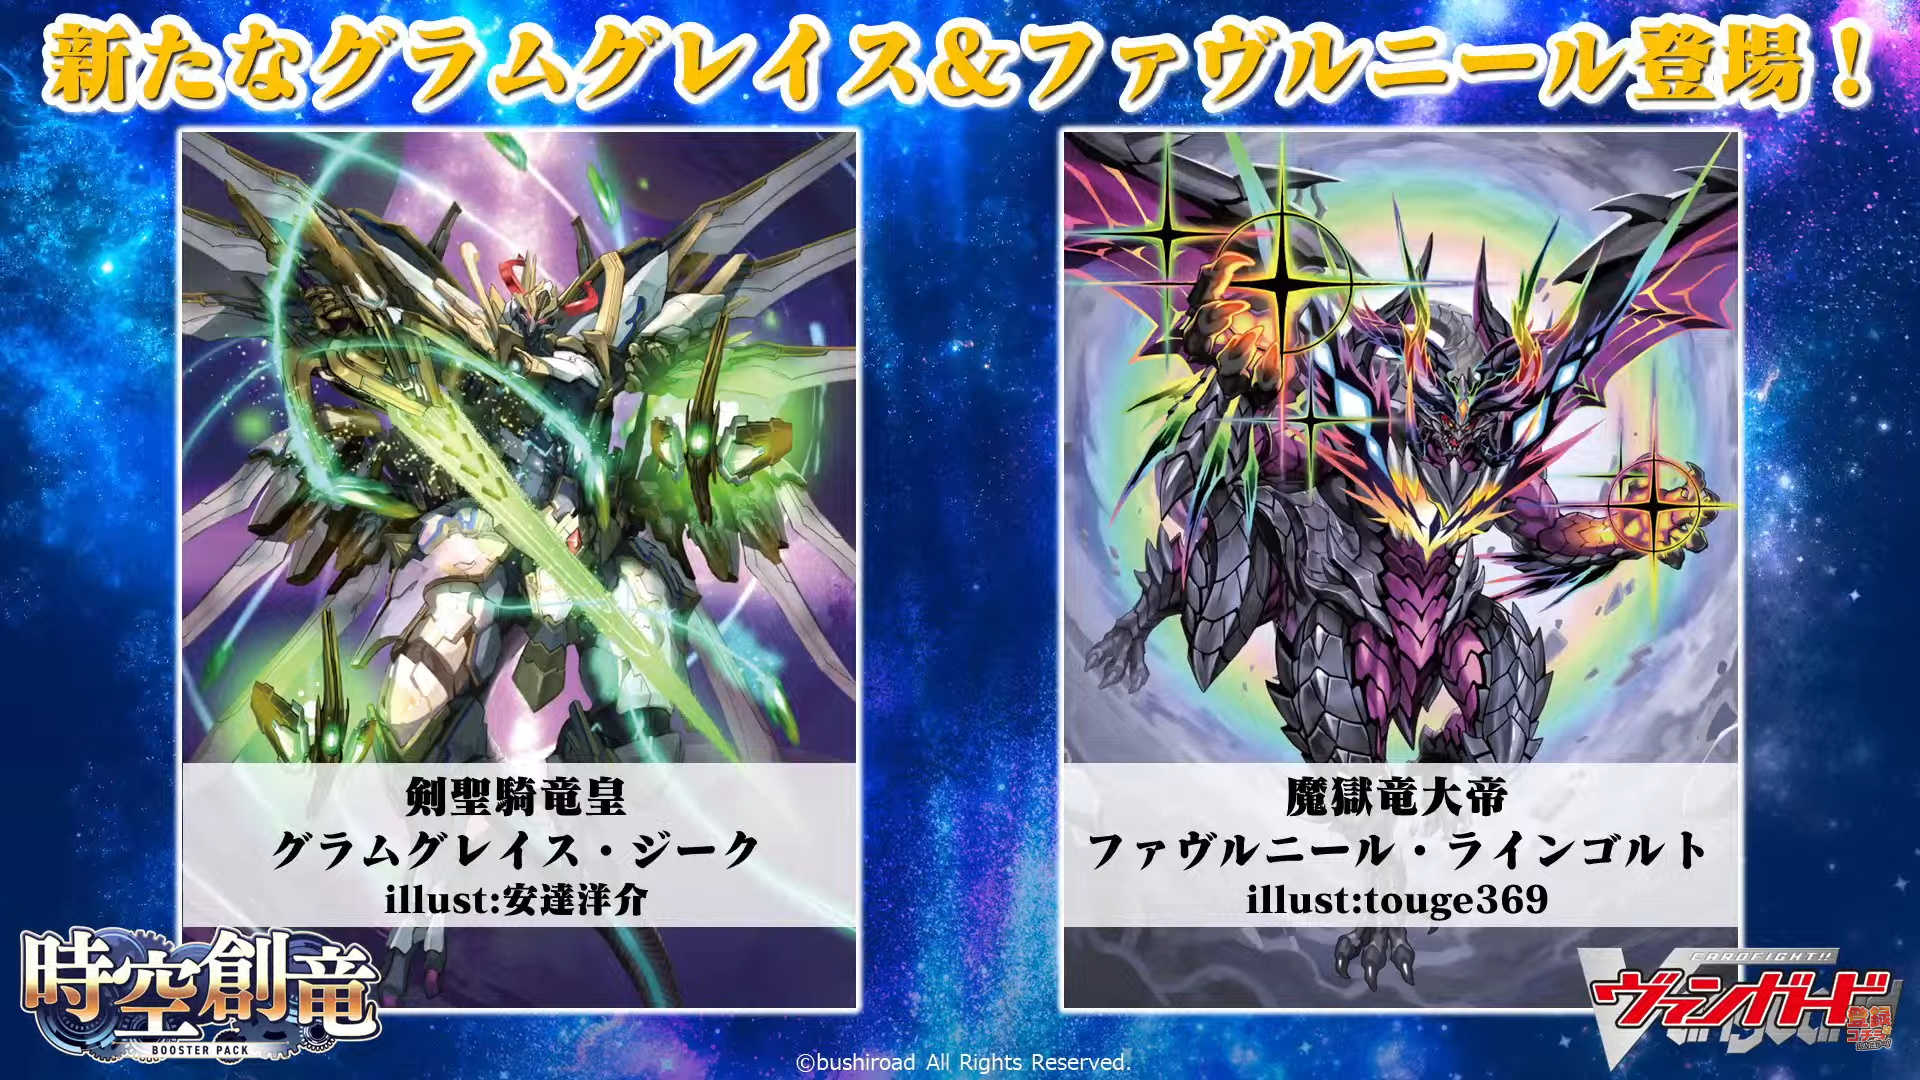 新たなグラムグレイス&ファヴルニール登場！
剣聖騎竜皇
グラムグレイス・ジーク
illust:安達洋介
魔獄竜大帝
ファヴルニール・ラインゴルト
illust:touge369
時空創竜
BOOSTER PACK
CARDFIGHT!!
ヴァンガード
Vanguard
登録
©bushiroad All Rights Reserved.